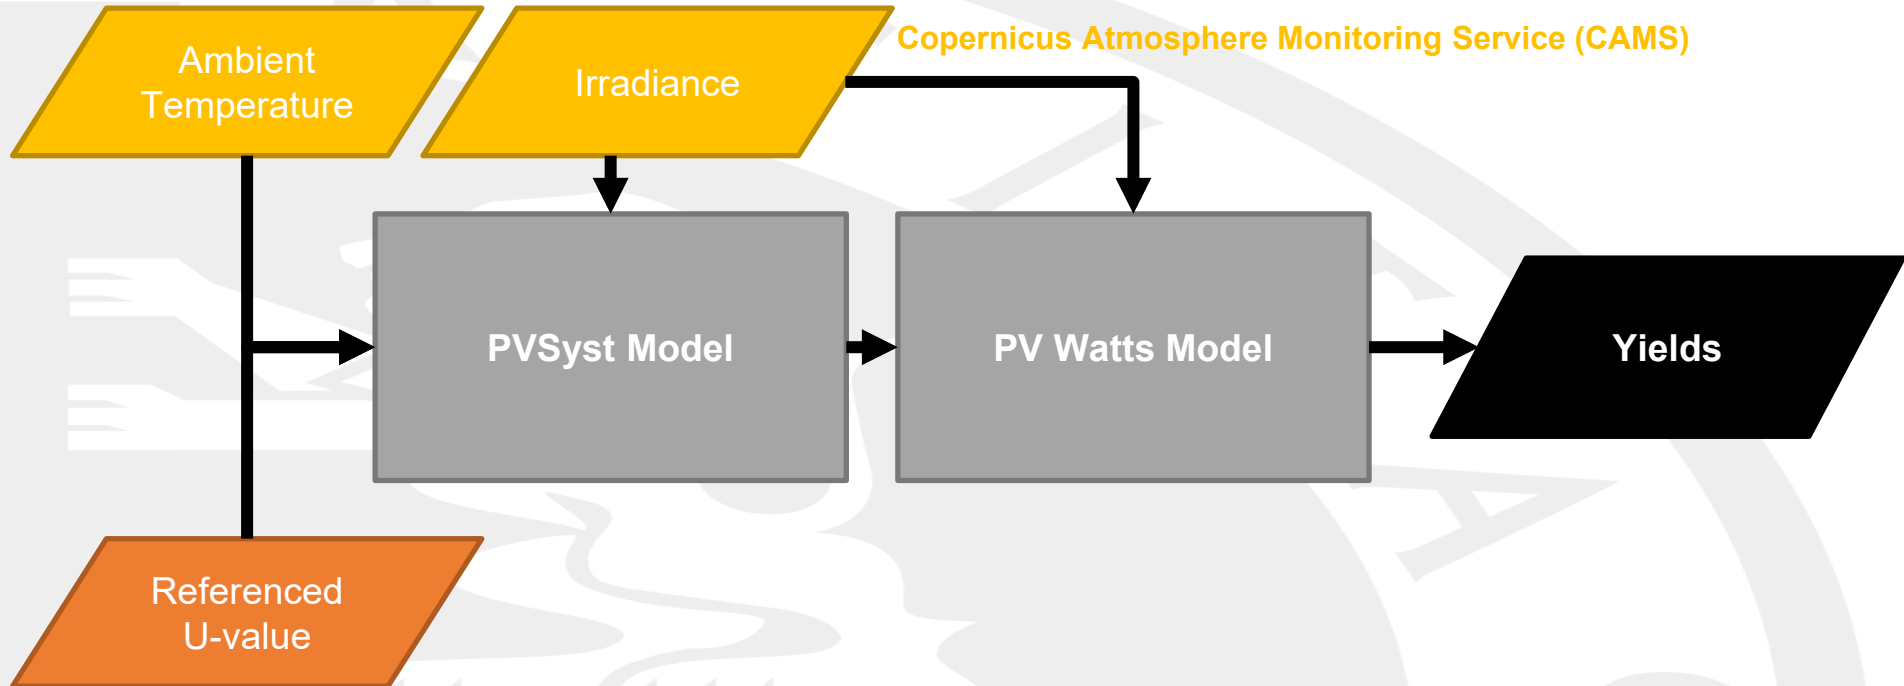 Copernicus Atmosphere Monitoring Service (CAMS)
Ambient
Temperature
Irradiance
PVSyst Model
PV Watts Model
Yields
Referenced
U-value